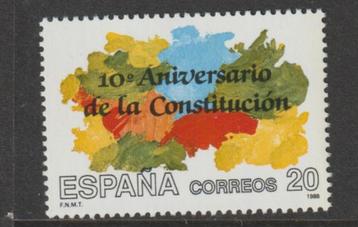 10º Aniversario
de la Constitución
ESPAÑA CORREOS 20
F.N.M.T. 1988